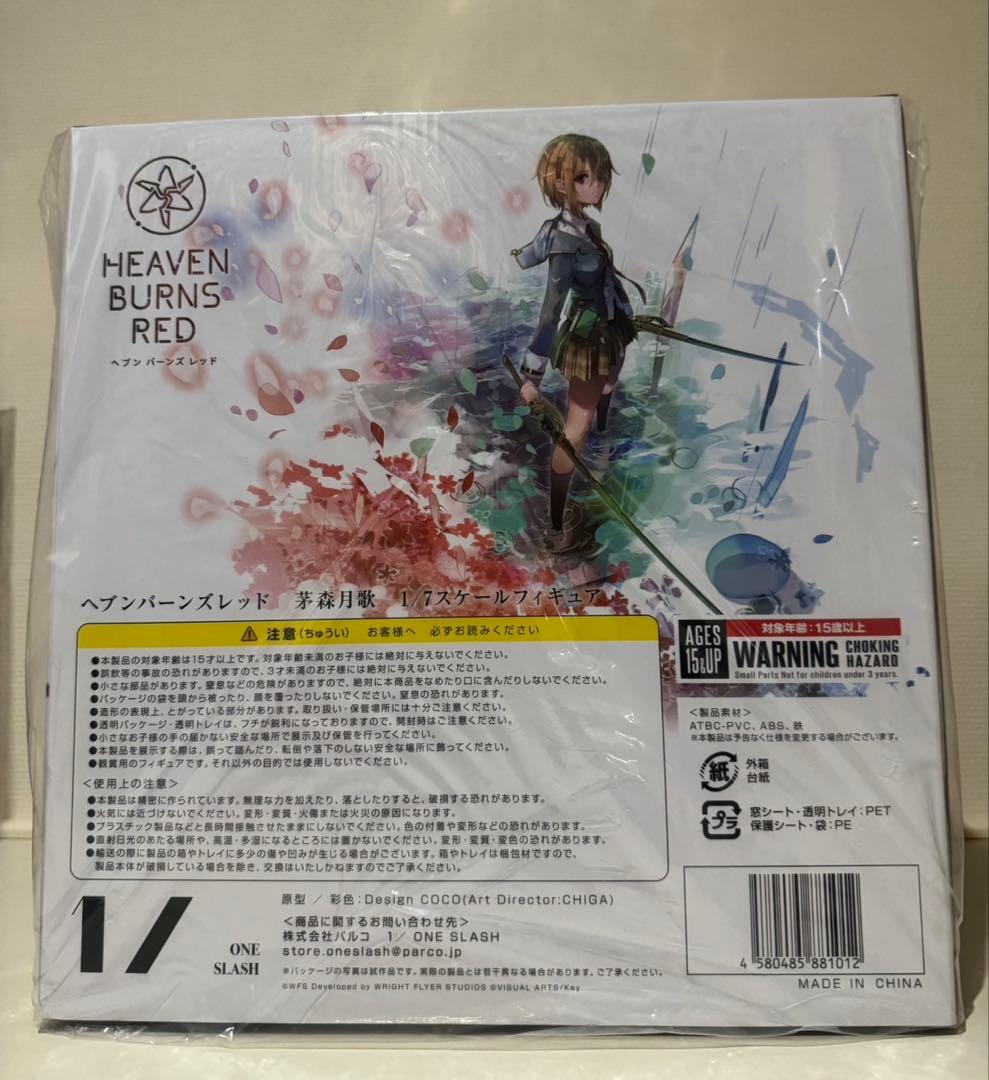 HEAVEN
BURNS
RED
ヘブン バーンズ レッド
ヘブンバーンズレッド　茅森月歌　1/7スケールフィギュア
⚠ 注意(ちゅうい)　お客様へ　必ずお読みください
●本製品の対象年齢は15才以上です。対象年齢未満のお子様には絶対に与えないでください。
●誤飲等の事故の恐れがありますので、3才未満のお子様には絶対に与えないでください。
●小さな部品があります。窒息などの危険がありますので、絶対に本商品をなめたり口に含んだりしないでください。
●パッケージの袋を頭から被ったり、顔を覆ったりしないでください。窒息の恐れがあります。
●造形の表現上、とがっている部分があります。取り扱い・保管場所には十分ご注意ください。
●透明パッケージ・透明トレイは、フチが鋭利になっておりますので、開封時はご注意ください。
●小さなお子様の手の届かない安全な場所で展示及び保管を行ってください。
●本製品を展示する際は、誤って踏んだり、転倒や落下のしない安全な場所に飾ってください。
●観賞用のフィギュアです。それ以外の目的では使用しないでください。
＜使用上の注意＞
●本製品は精密に作られています。無理な力を加えたり、落としたりすると、破損する恐れがあります。
●火気には近づけないでください。変形・変質・火傷または火災の原因になります。
●プラスチック製品などと長時間接触させたままにしないでください。色の付着や変形などの恐れがあります。
●直射日光のあたる場所や、高温・多湿になるところには置かないでください。変形・変質・変色の恐れがあります。
●輸送の際に製品の箱やトレイに多少の傷や凹みが生じる場合がございます。箱やトレイは梱包材ですので、
製品本体が破損している場合を除き、交換はいたしかねますのでご了承ください。
AGES
15&UP
対象年齢：15歳以上
WARNING CHOKING
HAZARD
Small Parts Not for children under 3 years.
＜製品素材＞
ATBC-PVC、ABS、鉄
※本製品は予告なく仕様を変更する場合がございます。
紙
外箱
台紙
プラ
窓シート・透明トレイ：PET
保護シート・袋：PE
1/
ONE
SLASH
原型 ／ 彩色：Design COCO(Art Director:CHIGA)
＜商品に関するお問い合わせ先＞
株式会社パルコ　1/ ONE SLASH
store.oneslash@parco.jp
※パッケージの写真は試作品です。実際の製品とは若干異なる場合があります。ご了承ください。
©WFS Developed by WRIGHT FLYER STUDIOS ©VISUAL ARTS/Key
4 580485 881012
MADE IN CHINA